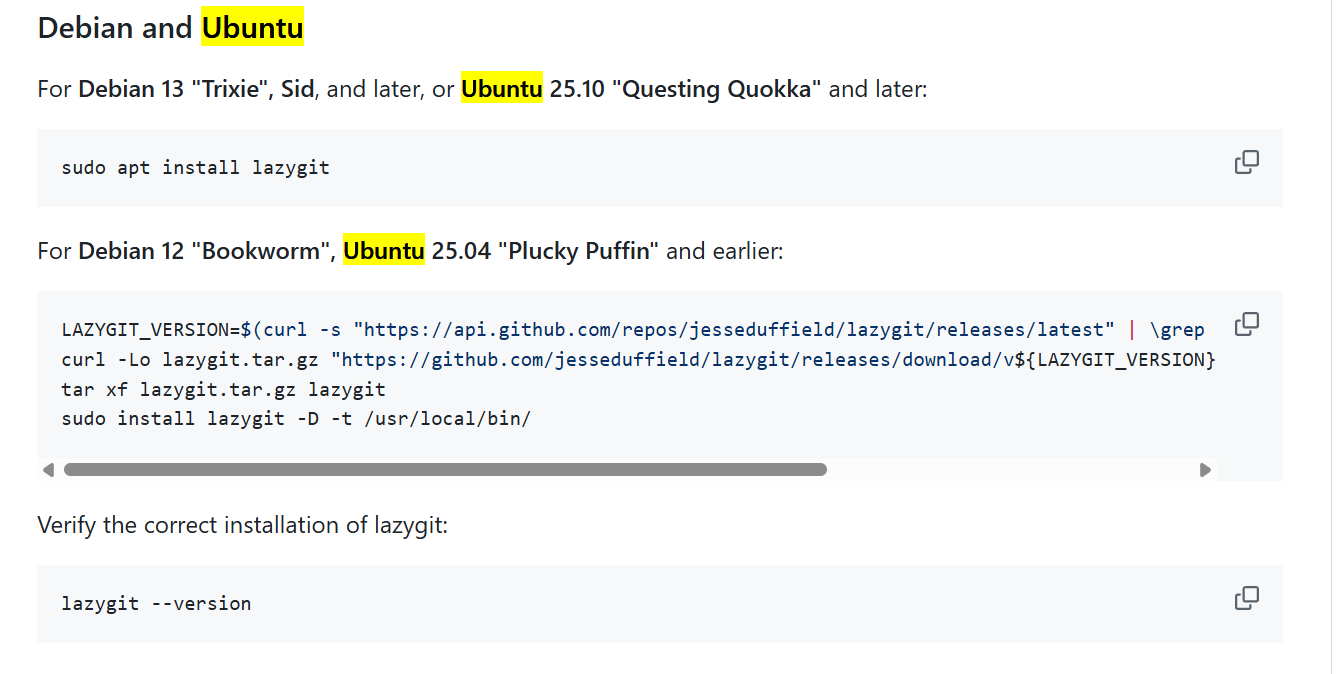 Debian and Ubuntu
For Debian 13 "Trixie", Sid, and later, or Ubuntu 25.10 "Questing Quokka" and later:
sudo apt install lazygit
For Debian 12 "Bookworm", Ubuntu 25.04 "Plucky Puffin" and earlier:
LAZYGIT_VERSION=$(curl -s "https://api.github.com/repos/jesseduffield/lazygit/releases/latest" | \grep
curl -Lo lazygit.tar.gz "https://github.com/jesseduffield/lazygit/releases/download/v${LAZYGIT_VERSION}
tar xf lazygit.tar.gz lazygit
sudo install lazygit -D -t /usr/local/bin/
Verify the correct installation of lazygit:
lazygit --version